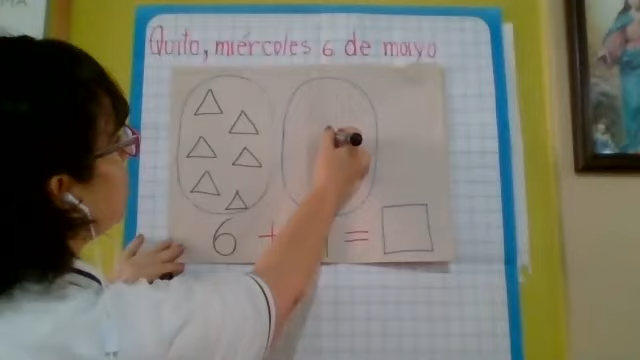 Quito, miércoles 6 de mayo
6 + =